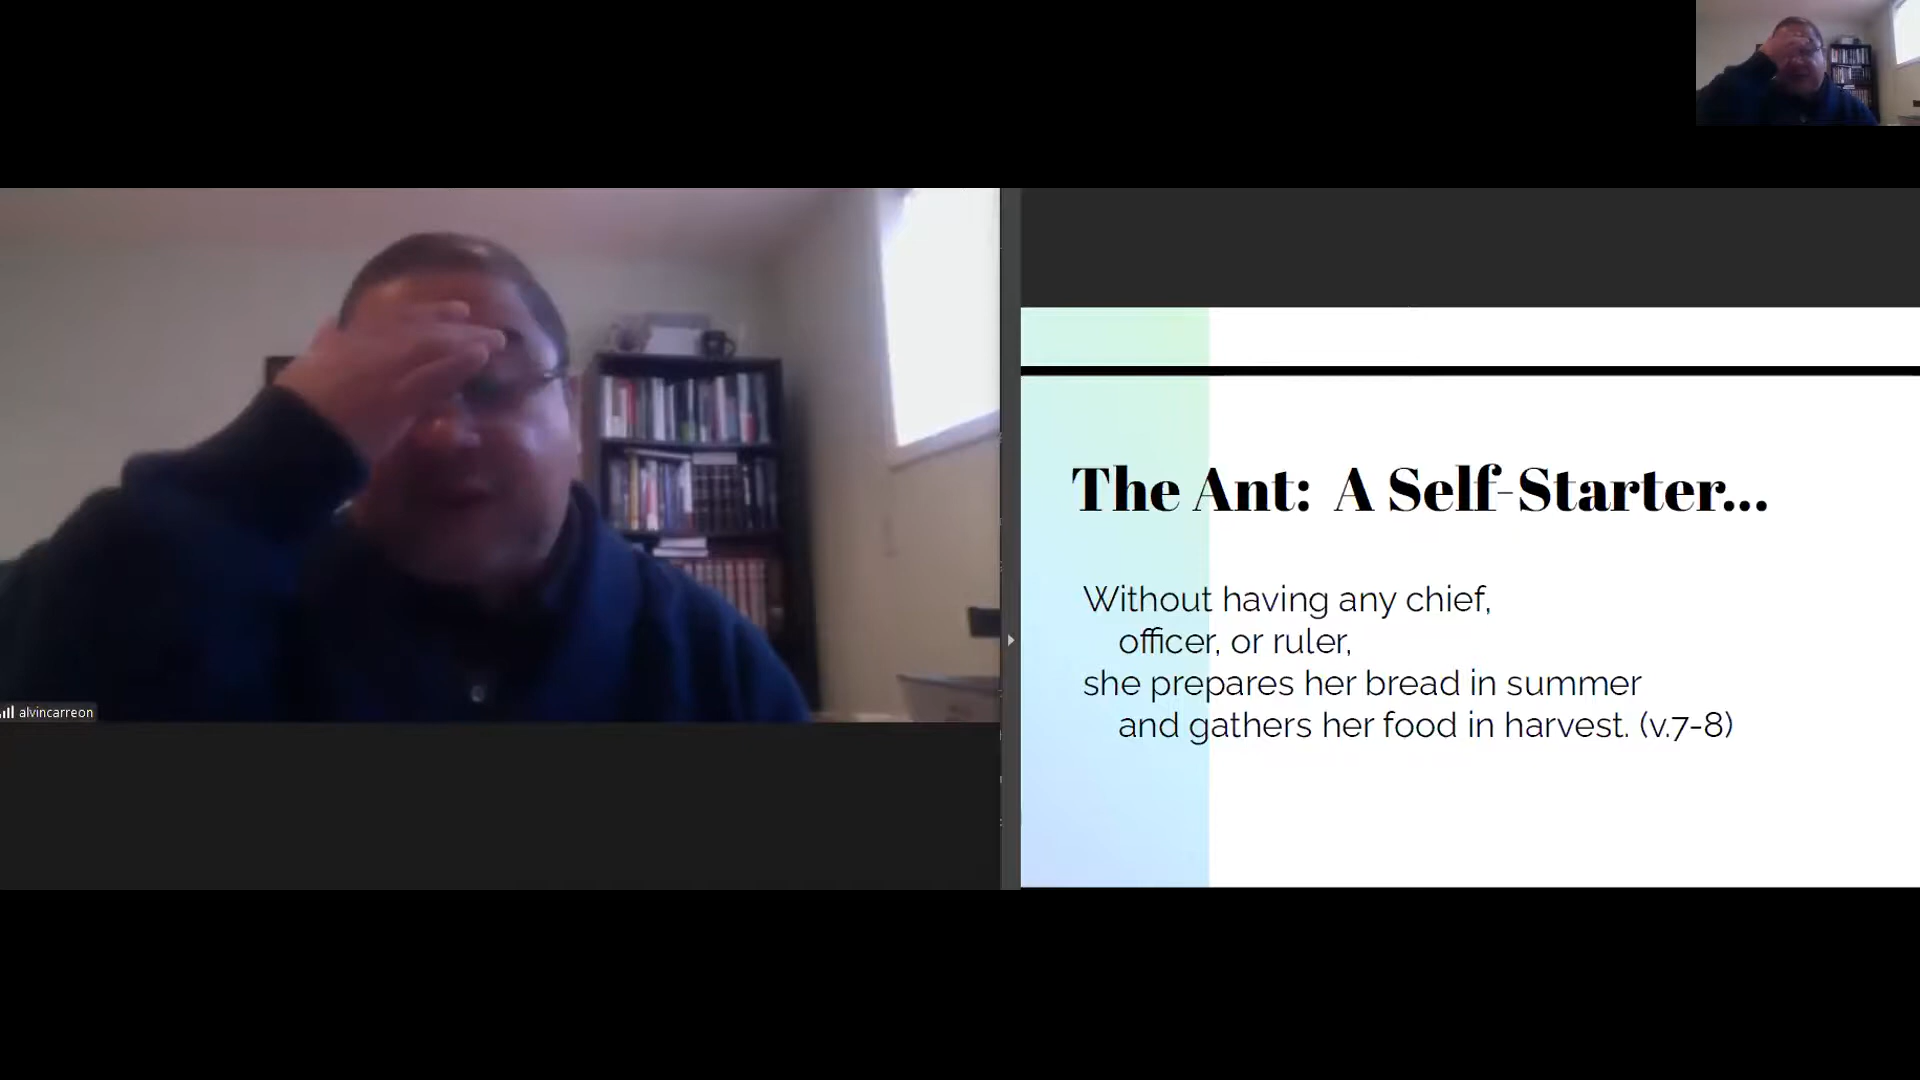 alvincarreon
The Ant: A Self-Starter...
Without having any chief,
officer, or ruler,
she prepares her bread in summer
and gathers her food in harvest. (v.7-8)